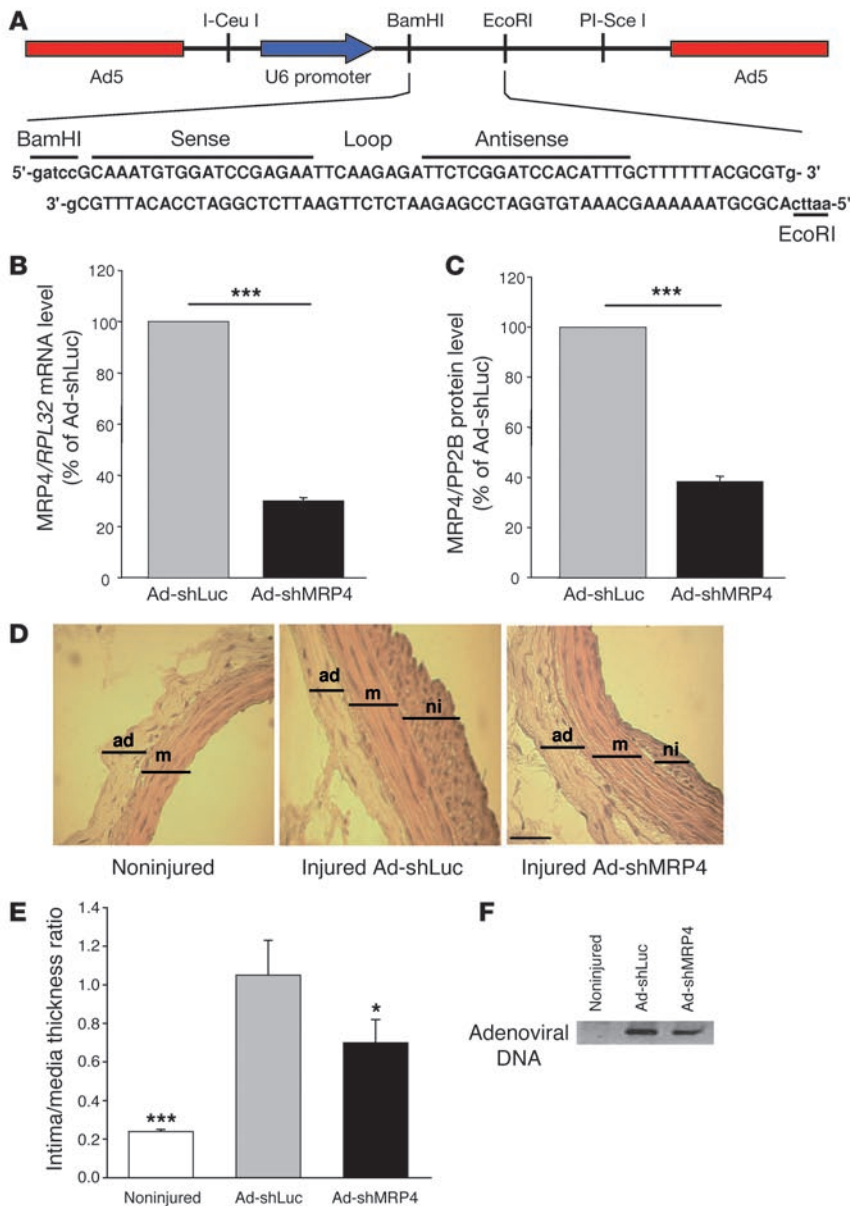 A
I-Ceu I BamHI EcoRI PI-Sce I
Ad5 U6 promoter Ad5
BamHI Sense Loop Antisense
5'-gatccGCAAATGTGGATCCGAGAATTCAAGAGATTCTCGGATCCACATTTGCTTTTTTACGCGTg- 3'
3'-gCGTTTACACCTAGGCTCTTAAGTTCTCTAAGAGCCTAGGTGTAAACGAAAAAATGCGCActtaa-5'
EcoRI
B
MRP4/RPL32 mRNA level
(% of Ad-shLuc)
120
100
80
60
40
20
0
***
Ad-shLuc Ad-shMRP4
C
MRP4/PP2B protein level
(% of Ad-shLuc)
120
100
80
60
40
20
0
***
Ad-shLuc Ad-shMRP4
D
ad m
ad m ni
ad m ni
Noninjured Injured Ad-shLuc Injured Ad-shMRP4
E
Intima/media thickness ratio
1.4
1.2
1.0
0.8
0.6
0.4
0.2
0.0
***
*
Noninjured Ad-shLuc Ad-shMRP4
F
Noninjured
Ad-shLuc
Ad-shMRP4
Adenoviral
DNA